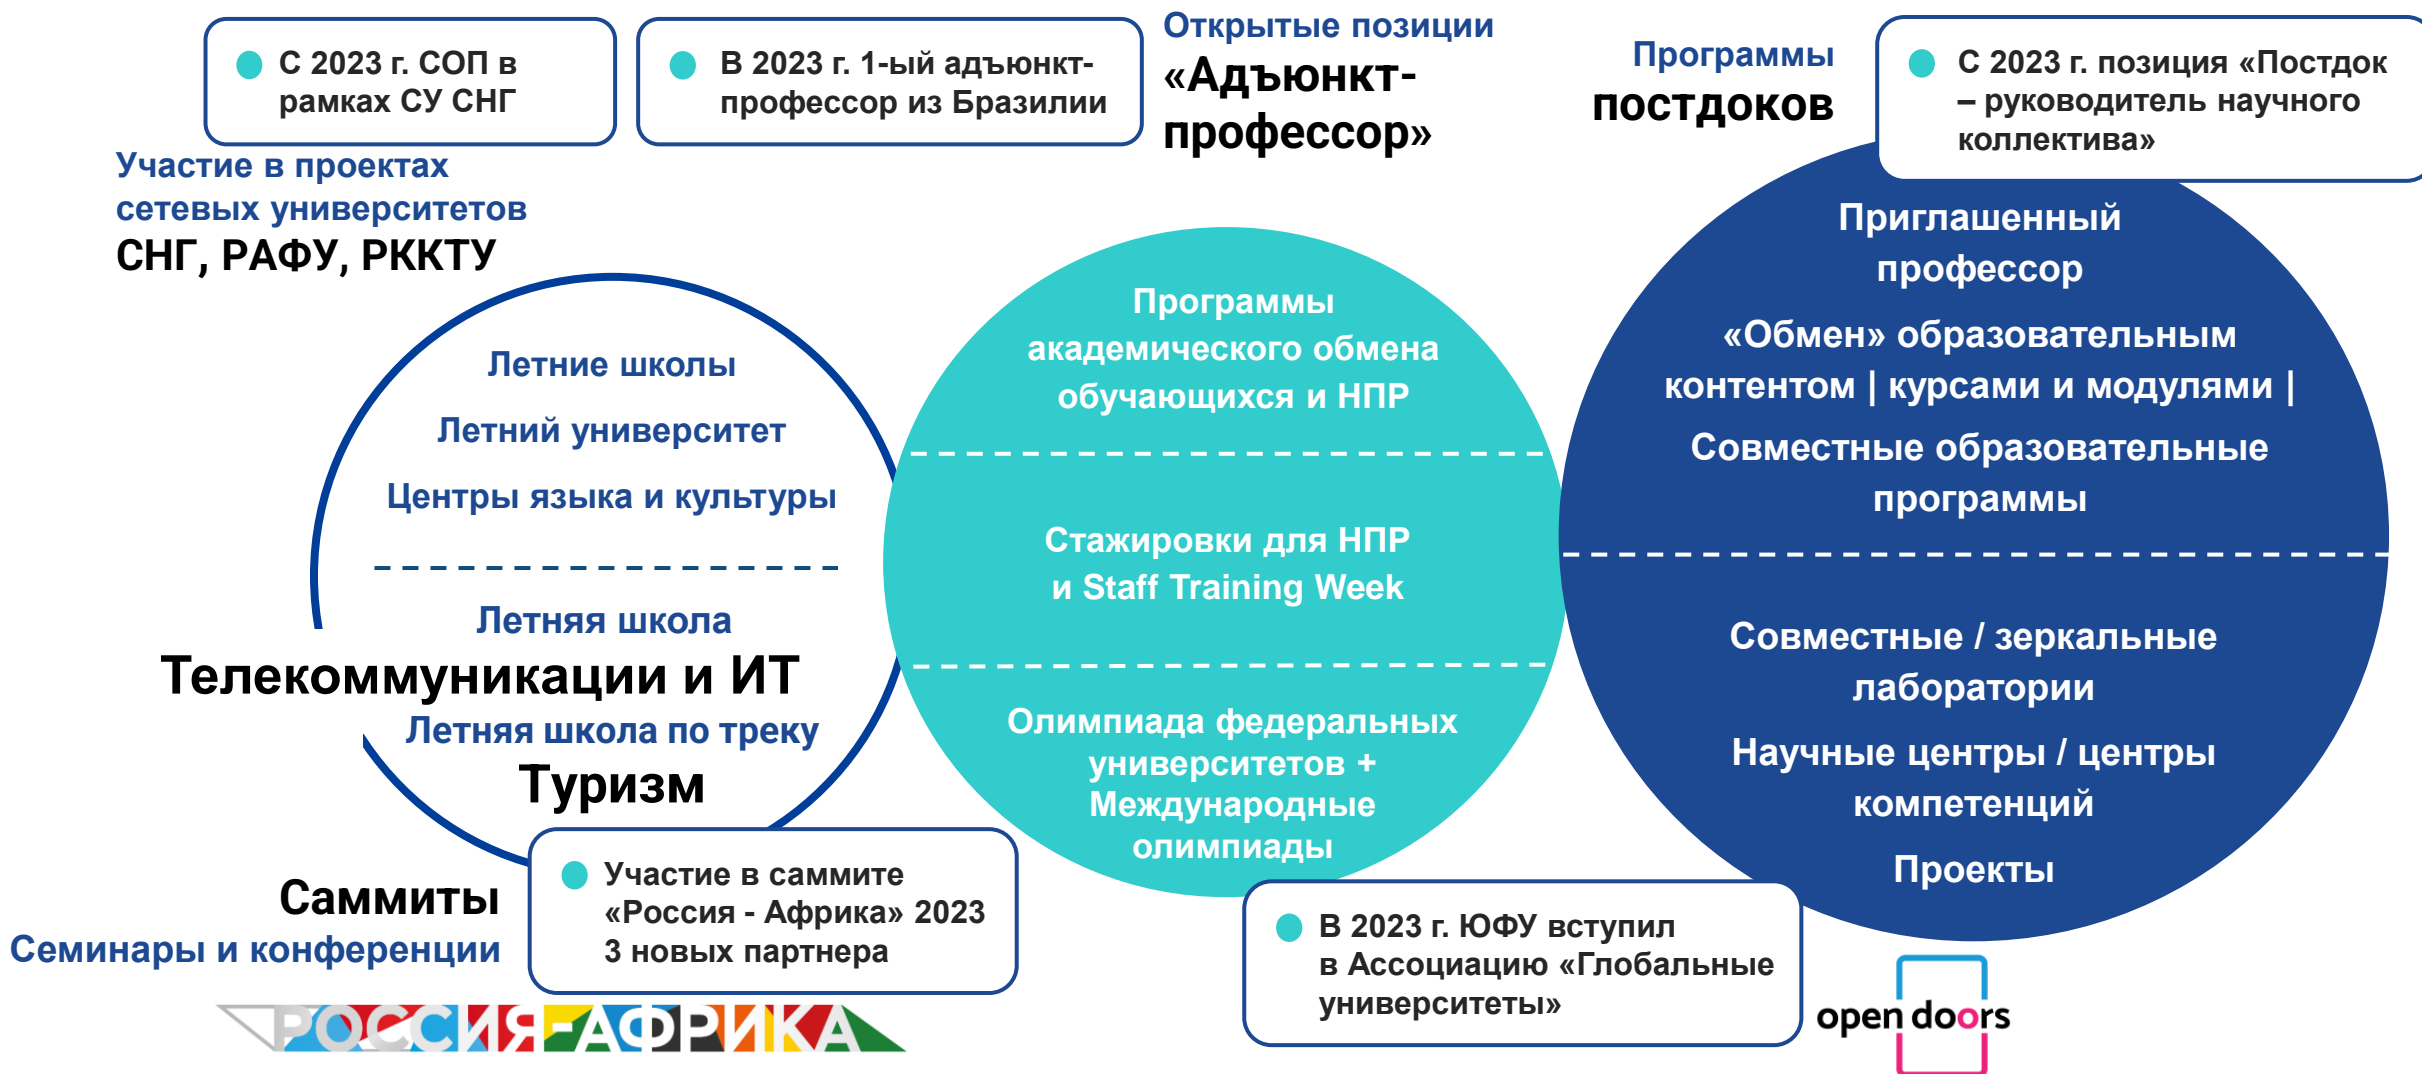 С 2023 г. СОП в
рамках СУ СНГ
В 2023 г. 1-ый адъюнкт-
профессор из Бразилии
Открытые позиции
«Адъюнкт-
профессор»
Программы
постдоков
С 2023 г. позиция «Постдок
– руководитель научного
коллектива»
Участие в проектах
сетевых университетов
СНГ, РАФУ, РККТУ
Летние школы
Летний университет
Центры языка и культуры
Летняя школа
Телекоммуникации и ИТ
Летняя школа по треку
Туризм
Программы
академического обмена
обучающихся и НПР
Стажировки для НПР
и Staff Training Week
Олимпиада федеральных
университетов +
Международные
олимпиады
Приглашенный
профессор
«Обмен» образовательным
контентом | курсами и модулями |
Совместные образовательные
программы
Совместные / зеркальные
лаборатории
Научные центры / центры
компетенций
Проекты
Саммиты
Семинары и конференции
Участие в саммите
«Россия - Африка» 2023
3 новых партнера
В 2023 г. ЮФУ вступил
в Ассоциацию «Глобальные
университеты»
РОССИЯ-АФРИКА
open doors